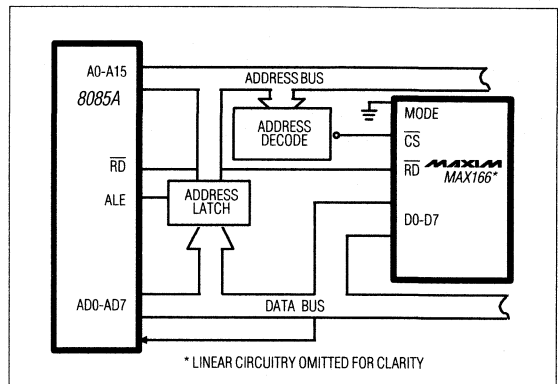 A0-A15
8085A
ADDRESS BUS
ADDRESS
DECODE
MODE
CS
RD
MAXIM
MAX166*
RD
ALE
ADDRESS
LATCH
D0-D7
AD0-AD7
DATA BUS
* LINEAR CIRCUITRY OMITTED FOR CLARITY